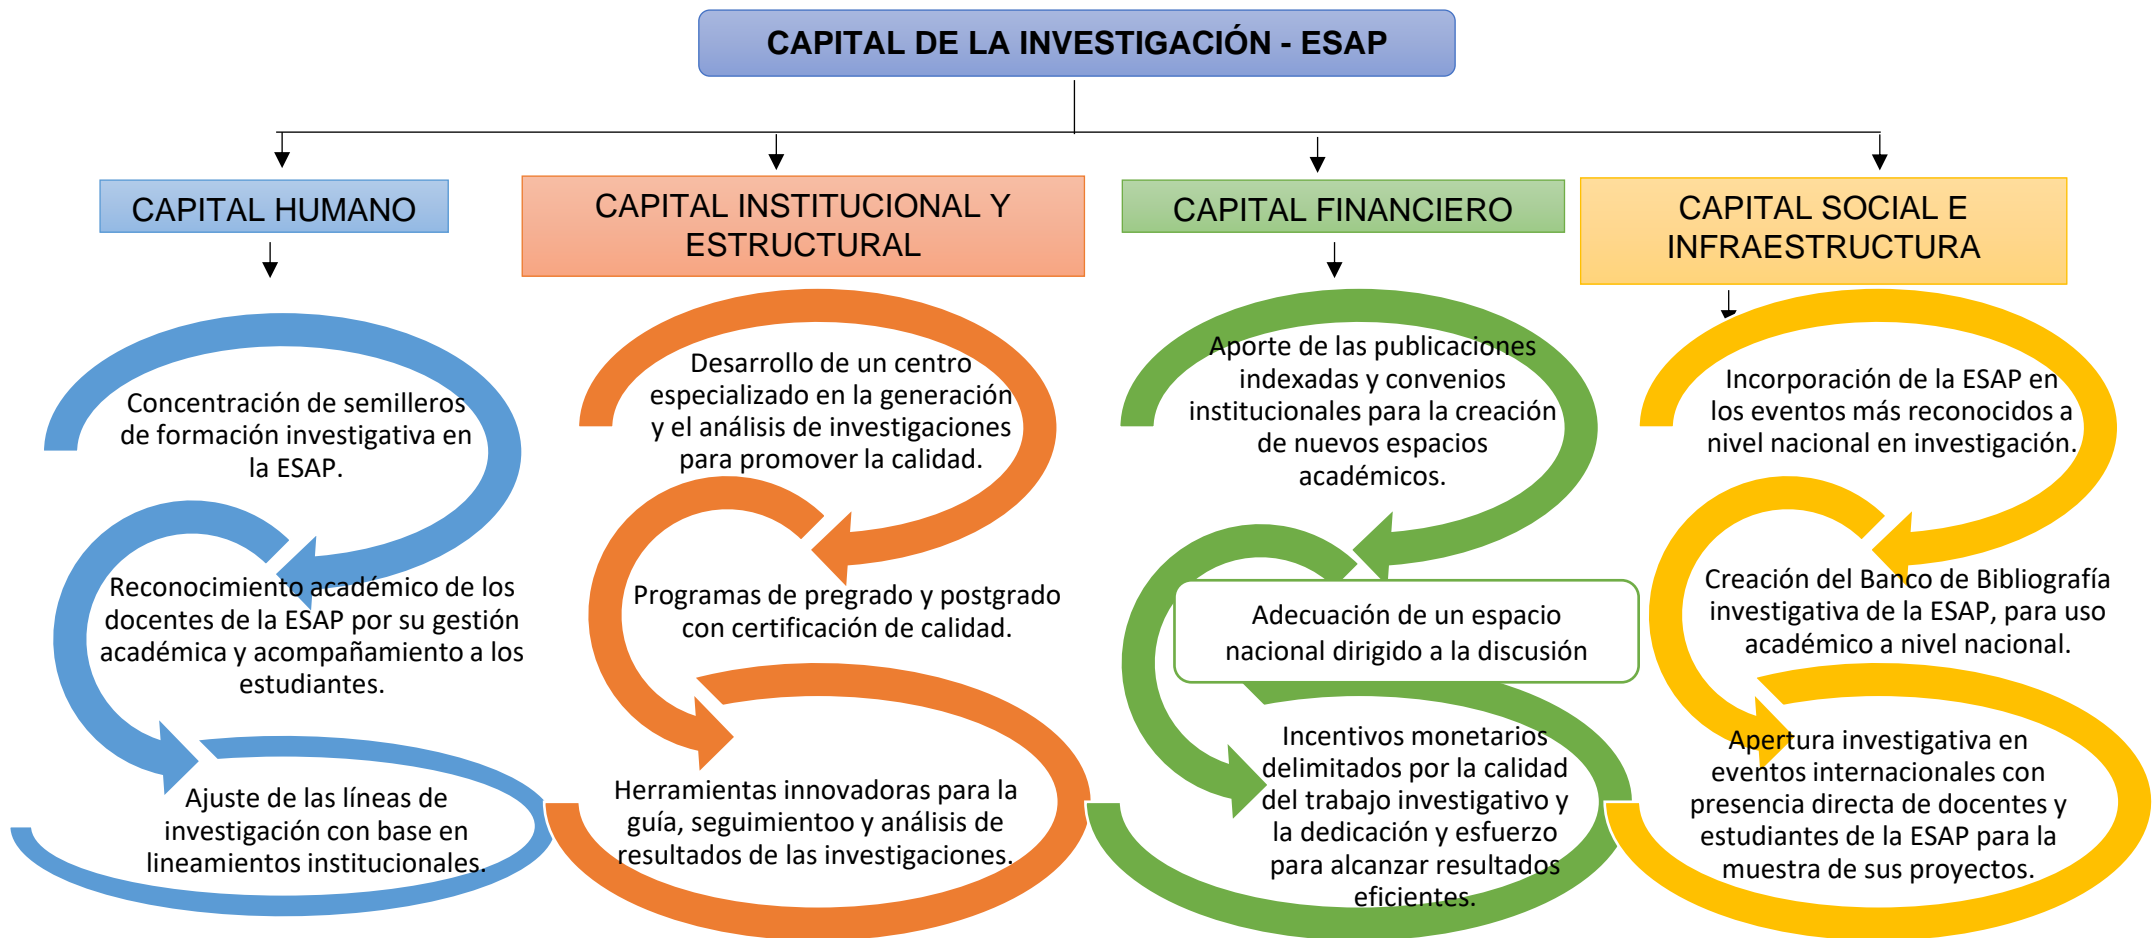 CAPITAL DE LA INVESTIGACIÓN - ESAP
CAPITAL HUMANO
Concentración de semilleros
de formación investigativa en
la ESAP.
Reconocimiento académico de los
docentes de la ESAP por su gestión
académica y acompañamiento a los
estudiantes.
Ajuste de las líneas de
investigación con base en
lineamientos institucionales.
CAPITAL INSTITUCIONAL Y
ESTRUCTURAL
Desarrollo de un centro
especializado en la generación
y el análisis de investigaciones
para promover la calidad.
Programas de pregrado y postgrado
con certificación de calidad.
Herramientas innovadoras para la
guía, seguimientoo y análisis de
resultados de las investigaciones.
CAPITAL FINANCIERO
Aporte de las publicaciones
indexadas y convenios
institucionales para la creación
de nuevos espacios
académicos.
Adecuación de un espacio
nacional dirigido a la discusión
Incentivos monetarios
delimitados por la calidad
del trabajo investigativo y
la dedicación y esfuerzo
para alcanzar resultados
eficientes.
CAPITAL SOCIAL E
INFRAESTRUCTURA
Incorporación de la ESAP en
los eventos más reconocidos a
nivel nacional en investigación.
Creación del Banco de Bibliografía
investigativa de la ESAP, para uso
académico a nivel nacional.
Apertura investigativa en
eventos internacionales con
presencia directa de docentes y
estudiantes de la ESAP para la
muestra de sus proyectos.